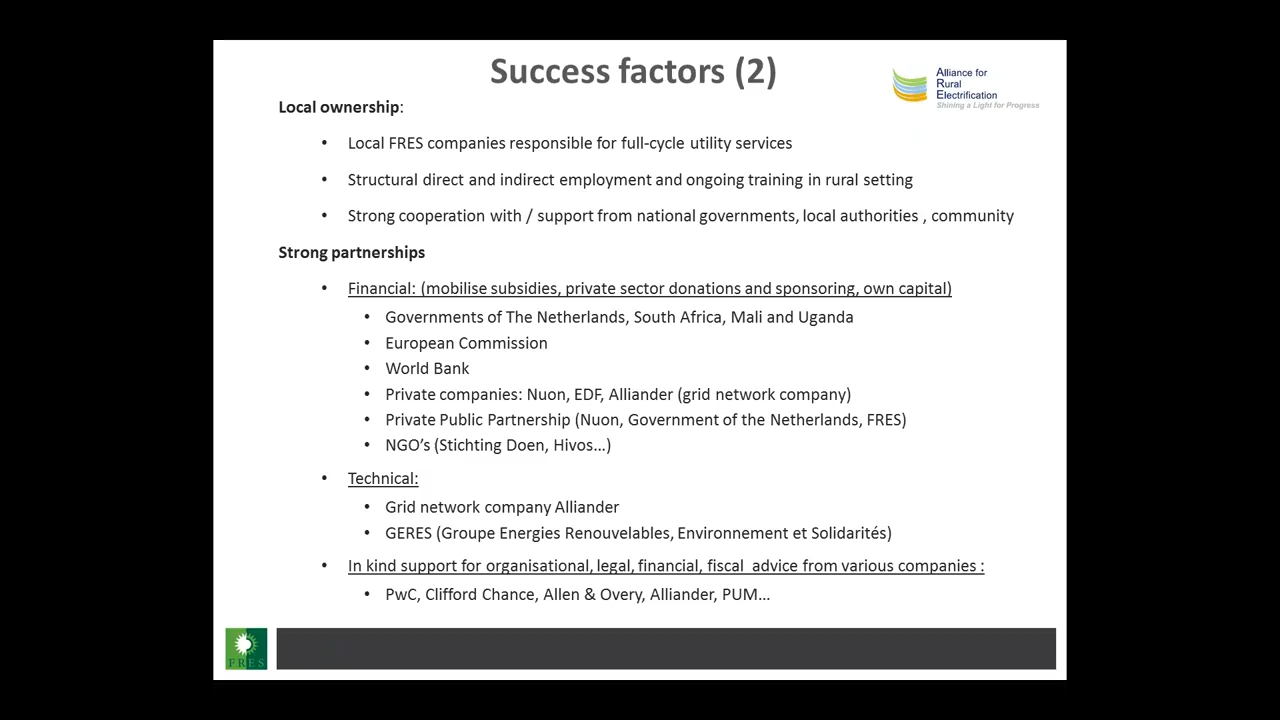 Success factors (2)
Alliance for
Rural
Electrification
Shining a Light for Progress
Local ownership:
• Local FRES companies responsible for full-cycle utility services
• Structural direct and indirect employment and ongoing training in rural setting
• Strong cooperation with / support from national governments, local authorities , community
Strong partnerships
• Financial: (mobilise subsidies, private sector donations and sponsoring, own capital)
• Governments of The Netherlands, South Africa, Mali and Uganda
• European Commission
• World Bank
• Private companies: Nuon, EDF, Alliander (grid network company)
• Private Public Partnership (Nuon, Government of the Netherlands, FRES)
• NGO’s (Stichting Doen, Hivos…)
• Technical:
• Grid network company Alliander
• GERES (Groupe Energies Renouvelables, Environnement et Solidarités)
• In kind support for organisational, legal, financial, fiscal  advice from various companies :
• PwC, Clifford Chance, Allen & Overy, Alliander, PUM…
FRES